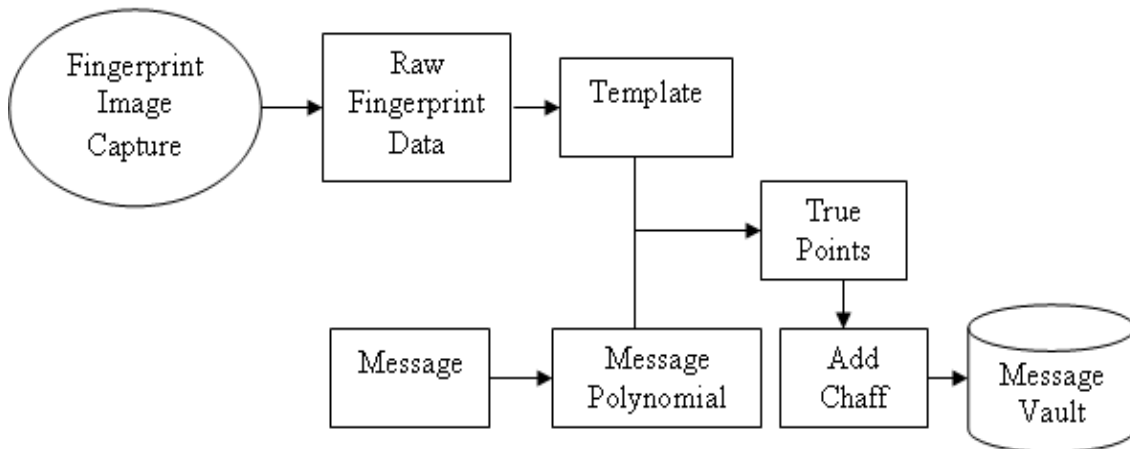 Fingerprint
Image
Capture
Raw
Fingerprint
Data
Template
True
Points
Message
Message
Polynomial
Add
Chaff
Message
Vault